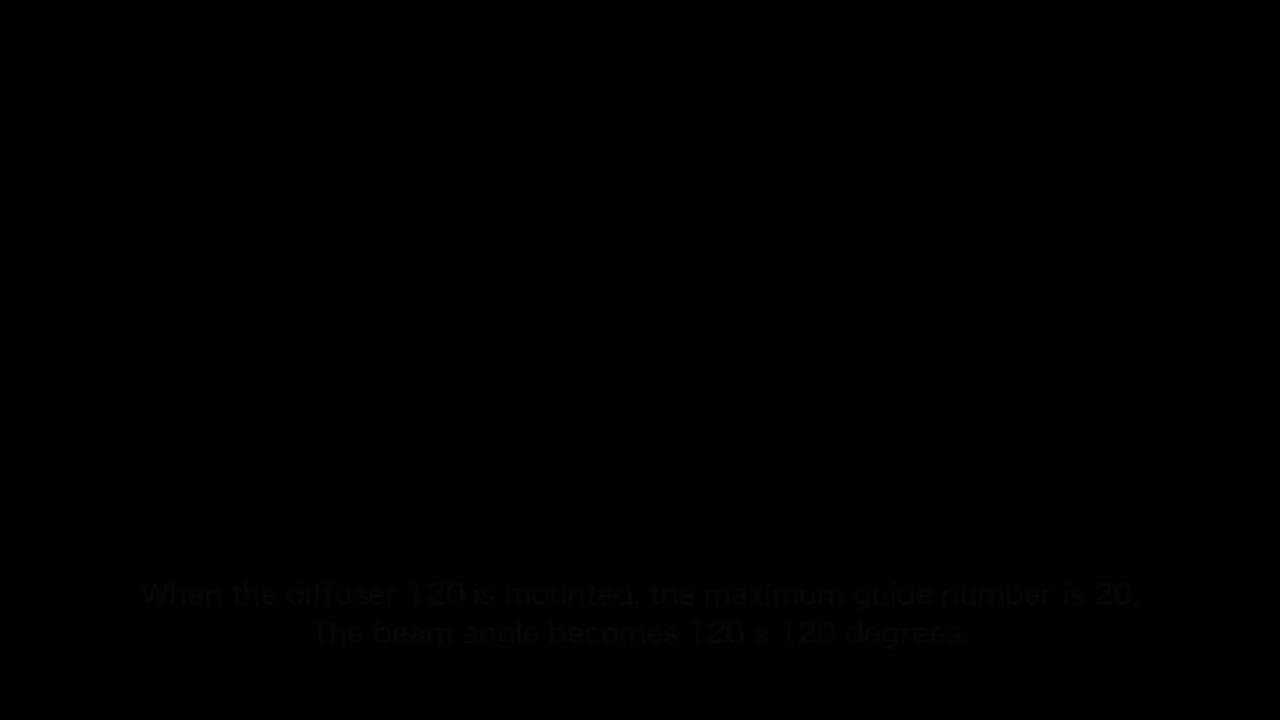 When the diffuser 120 is mounted, the maximum guide number is 20.
The beam angle becomes 120 x 120 degrees.